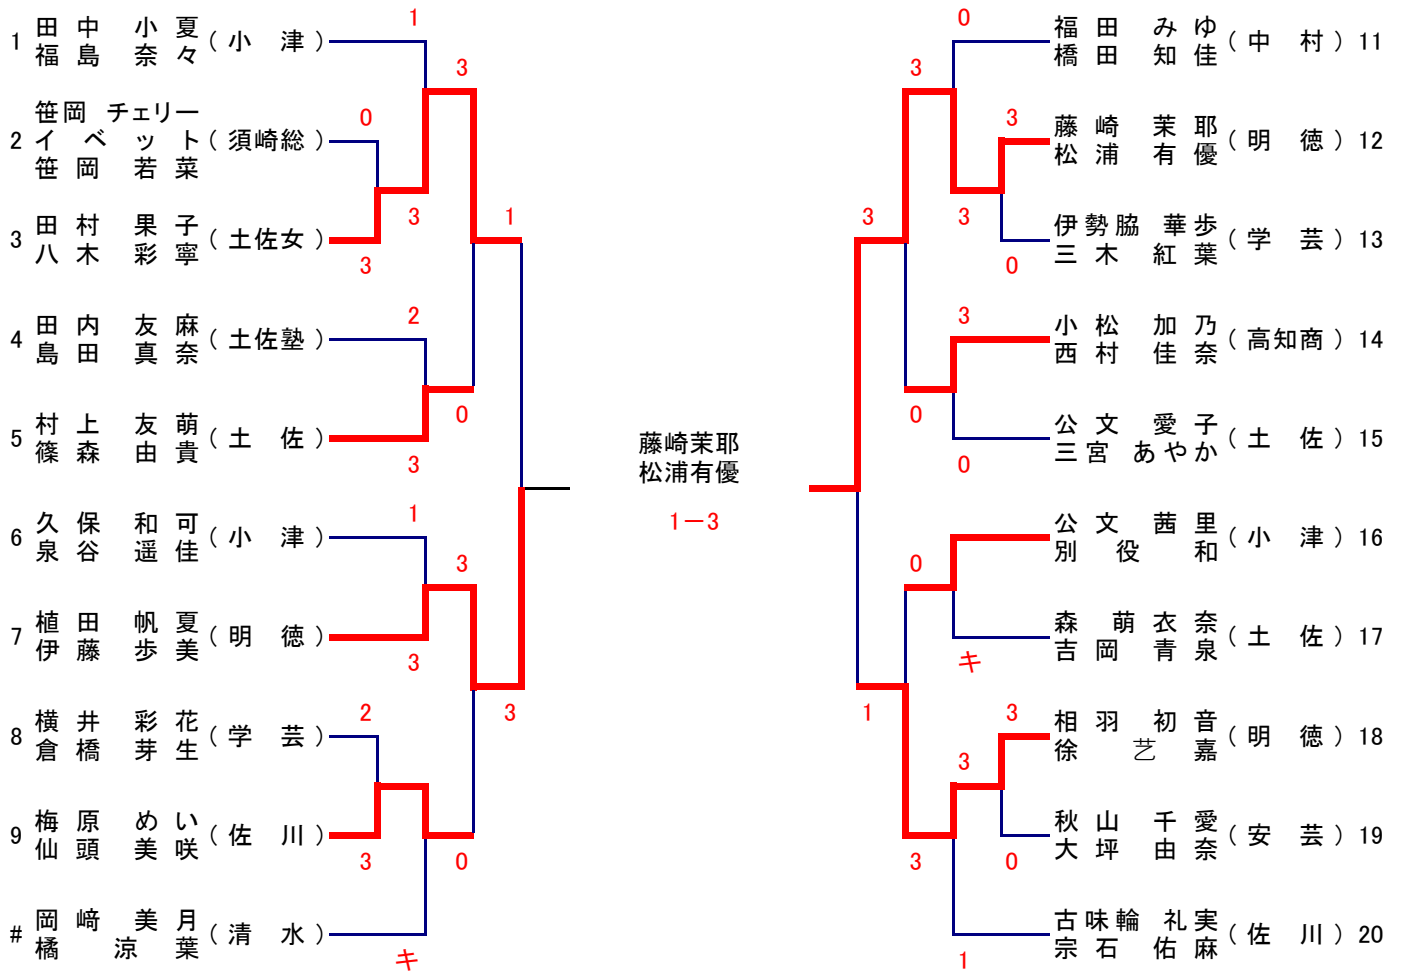 1 田中 小夏
福島 奈々
(小 津)
笹岡 チェリー
2 イベット
笹岡 若菜
(須崎総)
3 田村 果子
八木 彩寧
(土佐女)
4 田内 友麻
島田 真奈
(土佐塾)
5 村上 友萌
篠森 由貴
(土 佐)
6 久保 和可
泉谷 遥佳
(小 津)
7 植田 帆夏
伊藤 歩美
(明 徳)
8 横井 彩花
倉橋 芽生
(学 芸)
9 梅原 めい
仙頭 美咲
(佐 川)
# 岡﨑 美月
橘 涼葉
(清 水)
1
3
0
3
3
1
2
0
3
1
3
3
2
3
3
0
キ
藤崎茉耶
松浦有優
1－3
0
3
3
3
3
0
3
0
0
0
キ
1
3
3
3
0
1
福田 みゆ
橋田 知佳
(中 村) 11
藤崎 茉耶
松浦 有優
(明 徳) 12
伊勢脇 華歩
三木 紅葉
(学 芸) 13
小松 加乃
西村 佳奈
(高知商) 14
公文 愛子
三宮 あやか
(土 佐) 15
公文 茜里
別役 和
(小 津) 16
森 萌衣奈
吉岡 青泉
(土 佐) 17
相羽 初音
徐 艺嘉
(明 徳) 18
秋山 千愛
大坪 由奈
(安 芸) 19
古味輪 礼実
宗石 佑麻
(佐 川) 20